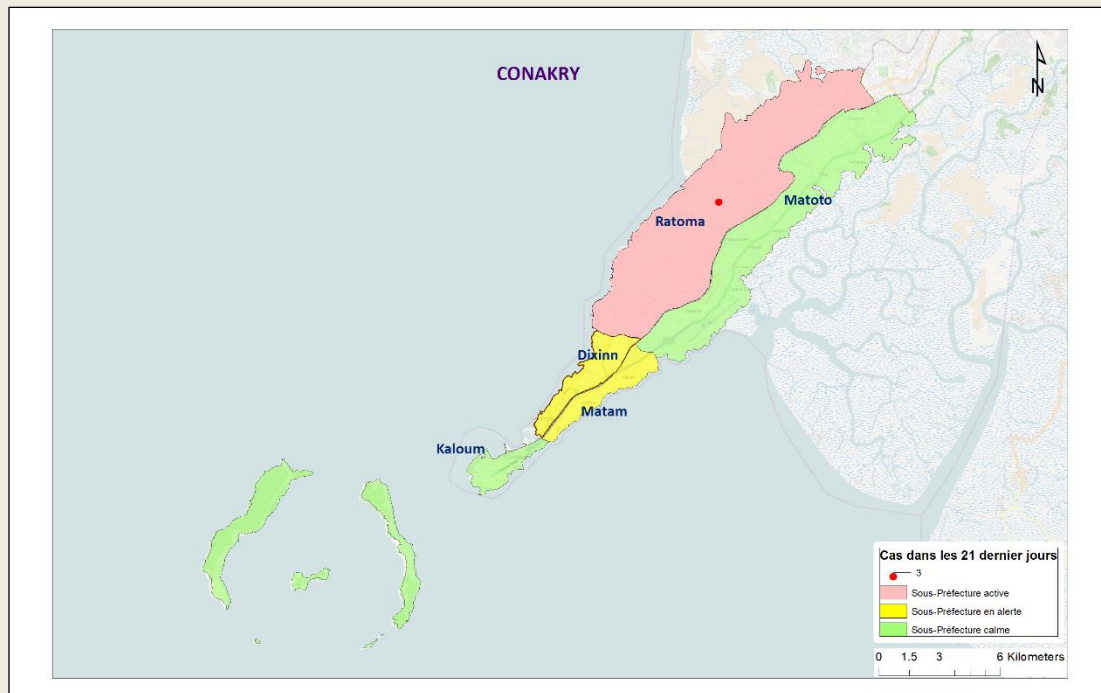 CONAKRY
N
Ratoma
Matoto
Dixinn
Matam
Kaloum
Cas dans les 21 dernier jours
3
Sous-Préfecture active
Sous-Préfecture en alerte
Sous-Préfecture calme
0 1.5 3 6 Kilometers